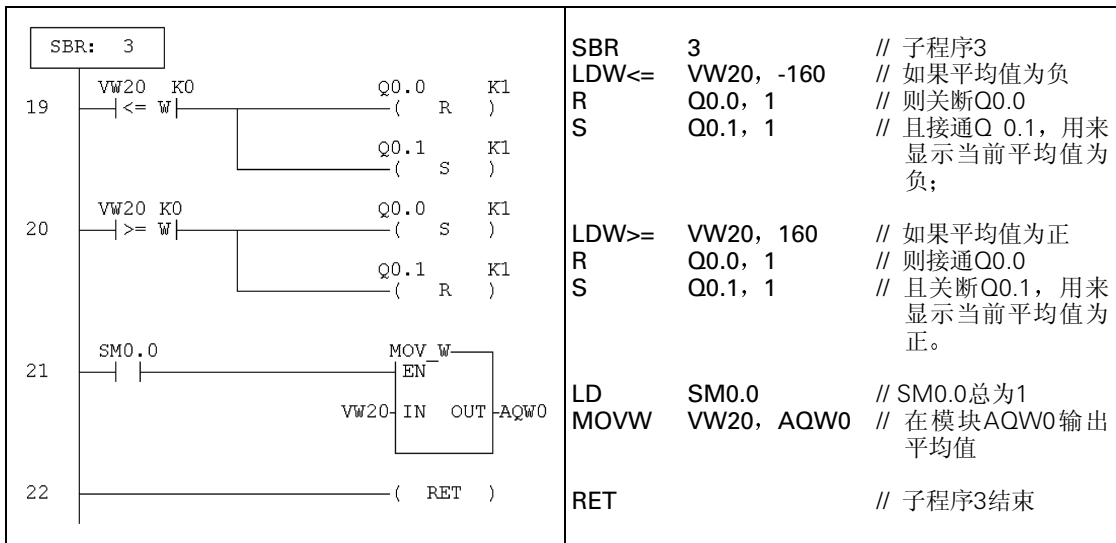 SBR: 3
VW20 K0 Q0.0 K1
19 <= W ( R )
Q0.1 K1
( S )
VW20 K0 Q0.0 K1
20 >= W ( S )
Q0.1 K1
( R )
SM0.0 MOV_W
21 EN
VW20 IN OUT AQW0
22 ( RET )
SBR 3 // 子程序3
LDW<= VW20，-160 // 如果平均值为负
R Q0.0，1 // 则关断Q0.0
S Q0.1，1 // 且接通Q 0.1，用来
显示当前平均值为
负；
LDW>= VW20，160 // 如果平均值为正
R Q0.0，1 // 则接通Q0.0
S Q0.1，1 // 且关断Q0.1，用来
显示当前平均值为
正。
LD SM0.0 // SM0.0总为1
MOVW VW20，AQW0 // 在模块AQW0输出
平均值
RET // 子程序3结束